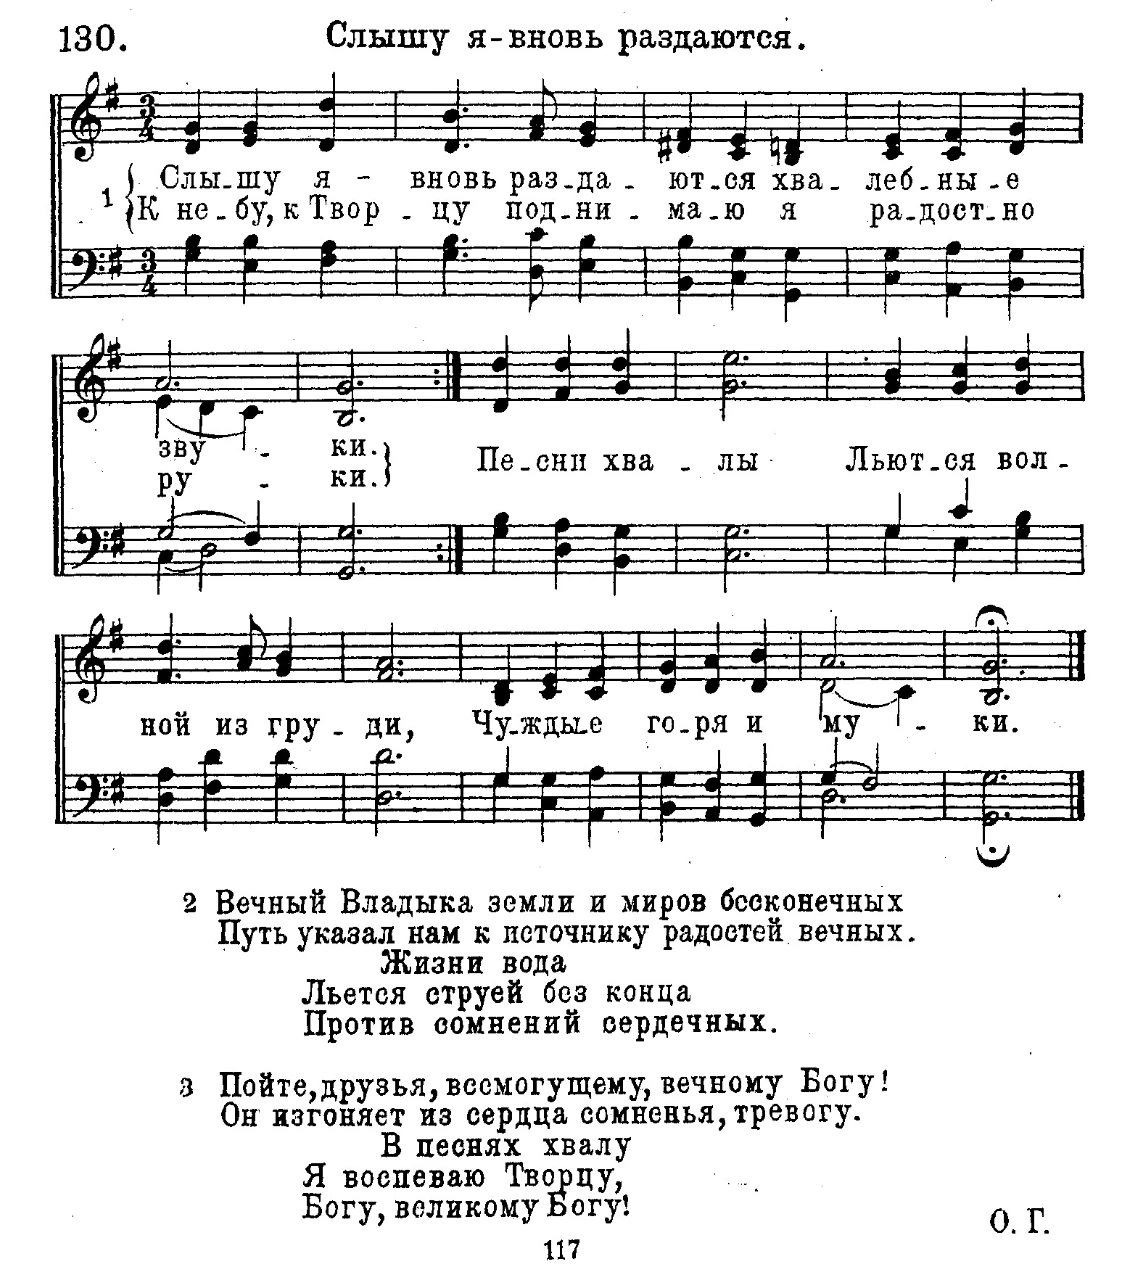 130. Слышу я-вновь раздаются.
3 4
1 Слы-шу я - вновь раз-да - ют-ся хва- леб-ны-е
К не-бу, к Твор - цу под-ни - ма-ю я ра-дост-но
3 4
зву - ки. Пе-сни хва - лы Льют-ся вол-
ру - ки.
ной из гру - ди, Чу-жды-е го-ря и му - ки.
2 Вечный Владыка земли и миров бесконечных
Путь указал нам к источнику радостей вечных.
Жизни вода
Льется струей без конца
Против сомнений сердечных.
3 Пойте, друзья, всемогущему, вечному Богу!
Он изгоняет из сердца сомненья, тревогу.
В песнях хвалу
Я воспеваю Творцу,
Богу, великому Богу!
О. Г.
117